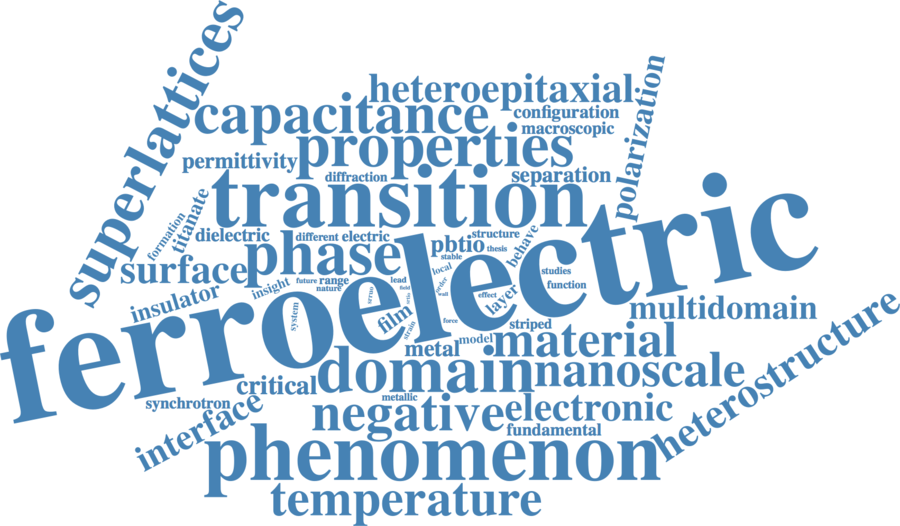 superlattices
heteroepitaxial
polarization
capacitance
configuration
macroscopic
properties
permittivity
diffraction
separation
transition
titanate
formation
dielectric
different
electric
structure
behave
phase
pbtio
thesis
stable
surface
local
studies
insight
future
range
nature
lead
field
order
wall
effect
function
insulator
layer
ferroelectric
system
film
strain
force
multidomain
striped
metal
model
material
domain
nanoscale
critical
metallic
heterostructure
synchrotron
interface
negative
electronic
fundamental
phenomenon
temperature